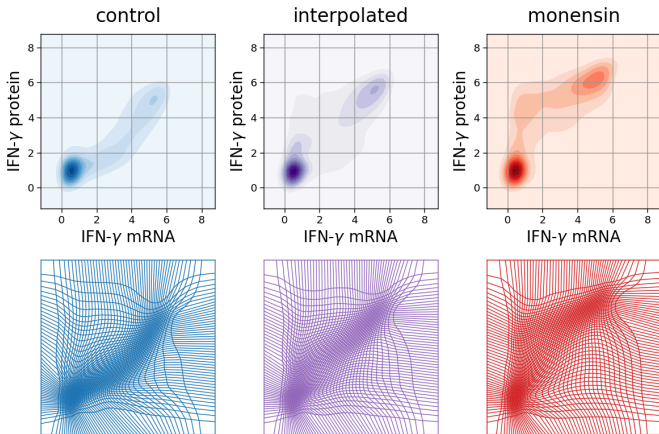 control interpolated monensin
8 8 8
6 6 6
4 4 4
2 2 2
0 0 0
IFN-γ protein IFN-γ protein IFN-γ protein
0 2 4 6 8 0 2 4 6 8 0 2 4 6 8
IFN-γ mRNA IFN-γ mRNA IFN-γ mRNA